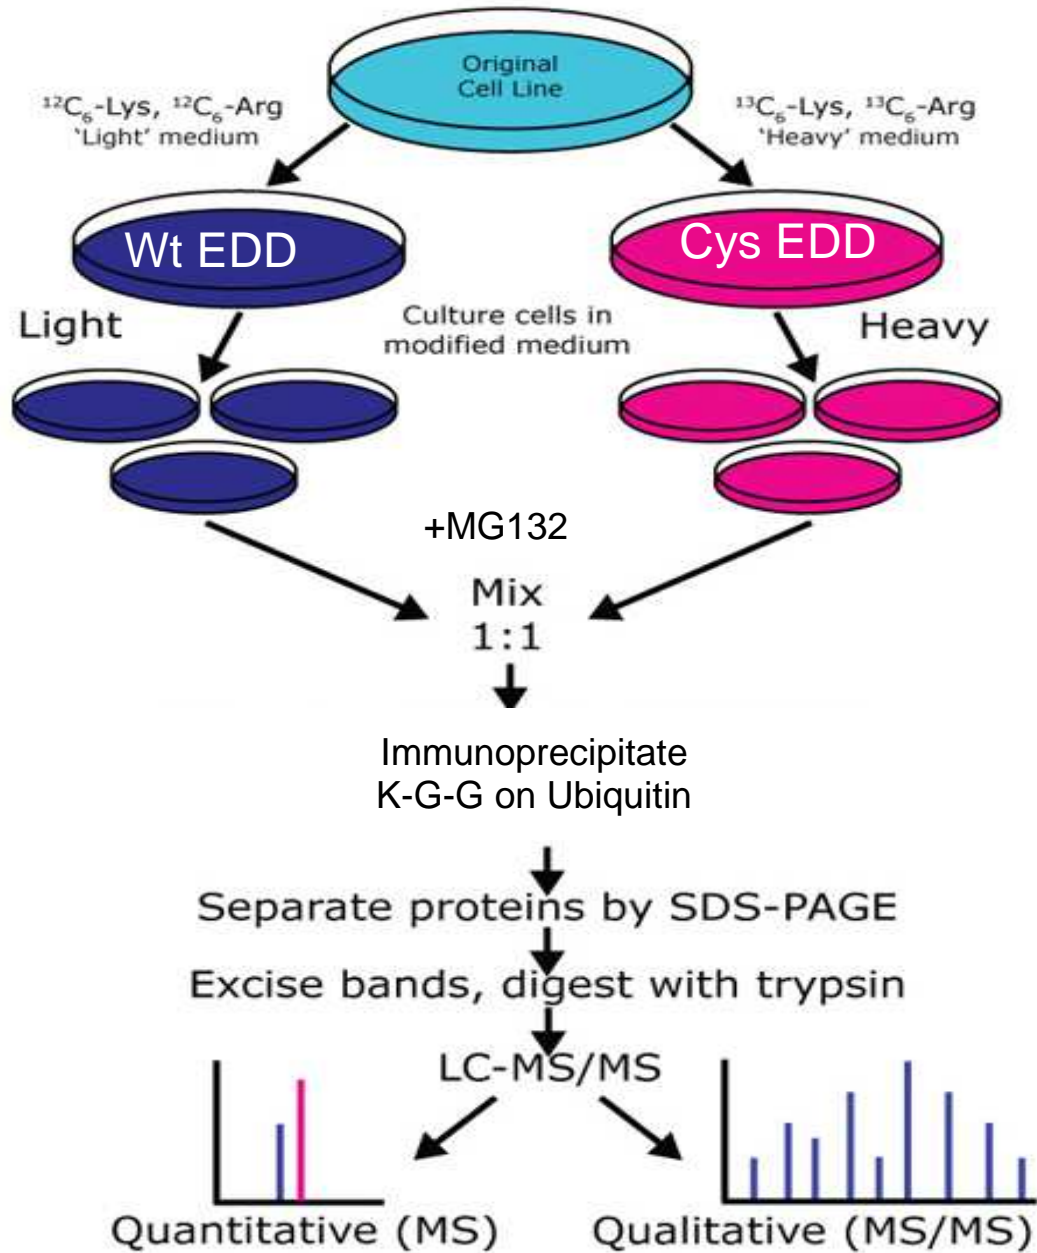 Original
Cell Line
¹²C₆-Lys, ¹²C₆-Arg
'Light' medium
¹³C₆-Lys, ¹³C₆-Arg
'Heavy' medium
Wt EDD
Cys EDD
Light
Culture cells in
modified medium
Heavy
+MG132
Mix
1:1
Immunoprecipitate
K-G-G on Ubiquitin
Separate proteins by SDS-PAGE
Excise bands, digest with trypsin
LC-MS/MS
Quantitative (MS)
Qualitative (MS/MS)